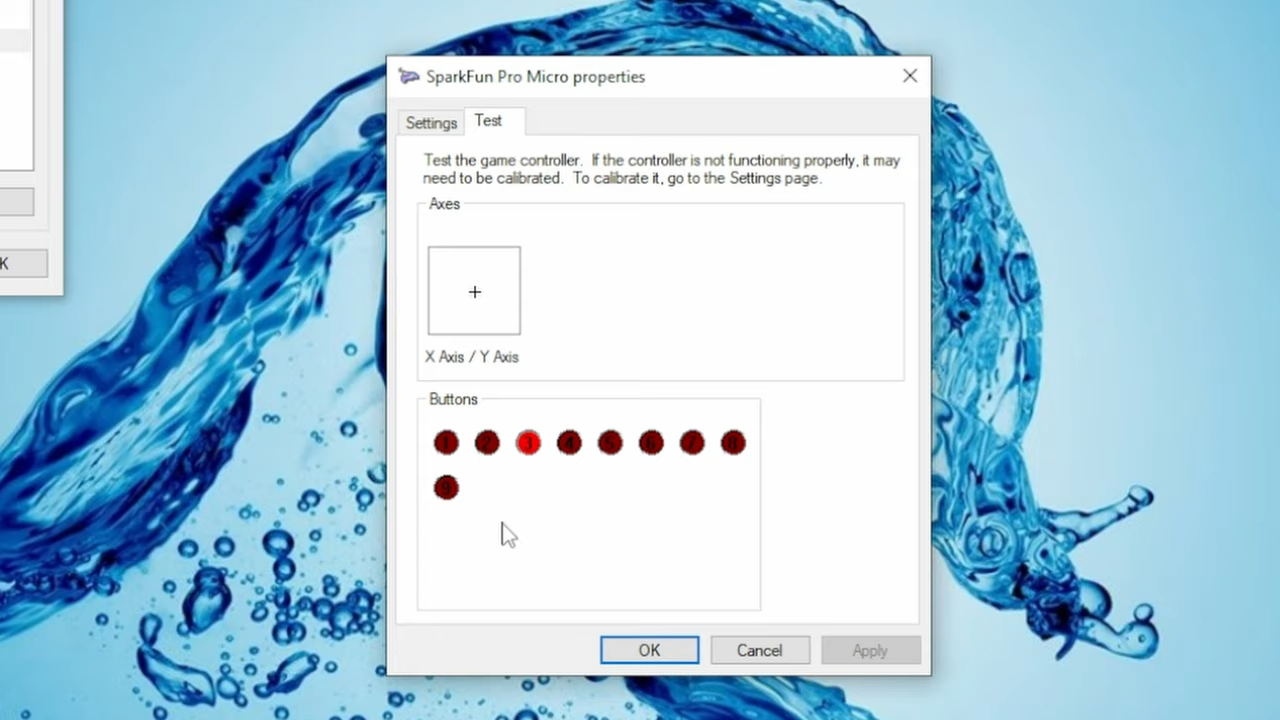 K
SparkFun Pro Micro properties
Settings
Test
Test the game controller. If the controller is not functioning properly, it may
need to be calibrated. To calibrate it, go to the Settings page.
Axes
X Axis / Y Axis
Buttons
1 2 3 4 5 6 7 8
9
OK
Cancel
Apply